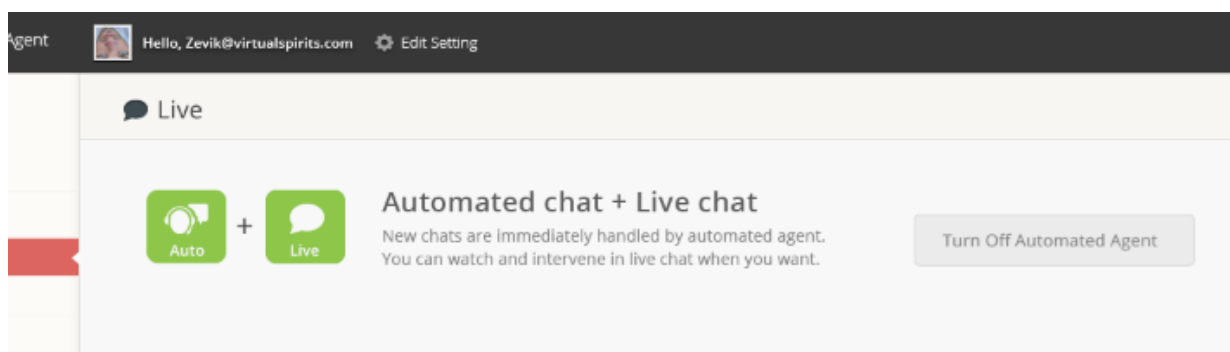 Agent
Hello, Zevik@virtualspirits.com Edit Setting
Live
Auto + Live
Automated chat + Live chat
New chats are immediately handled by automated agent.
You can watch and intervene in live chat when you want.
Turn Off Automated Agent